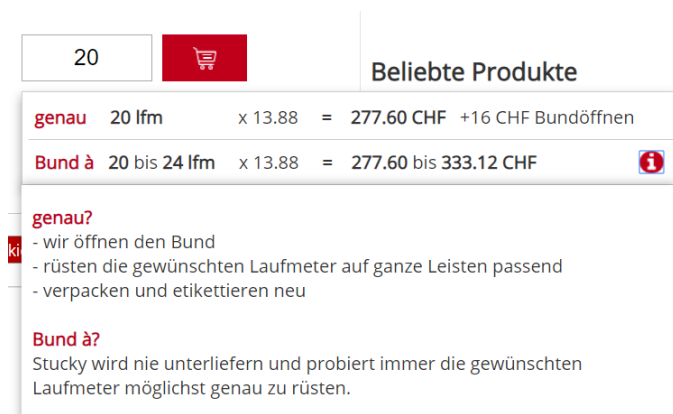 20
Beliebte Produkte
genau 20 lfm x 13.88 = 277.60 CHF +16 CHF Bundöffnen
Bund à 20 bis 24 lfm x 13.88 = 277.60 bis 333.12 CHF
genau?
- wir öffnen den Bund
- rüsten die gewünschten Laufmeter auf ganze Leisten passend
- verpacken und etikettieren neu
Bund à?
Stucky wird nie unterliefern und probiert immer die gewünschten
Laufmeter möglichst genau zu rüsten.